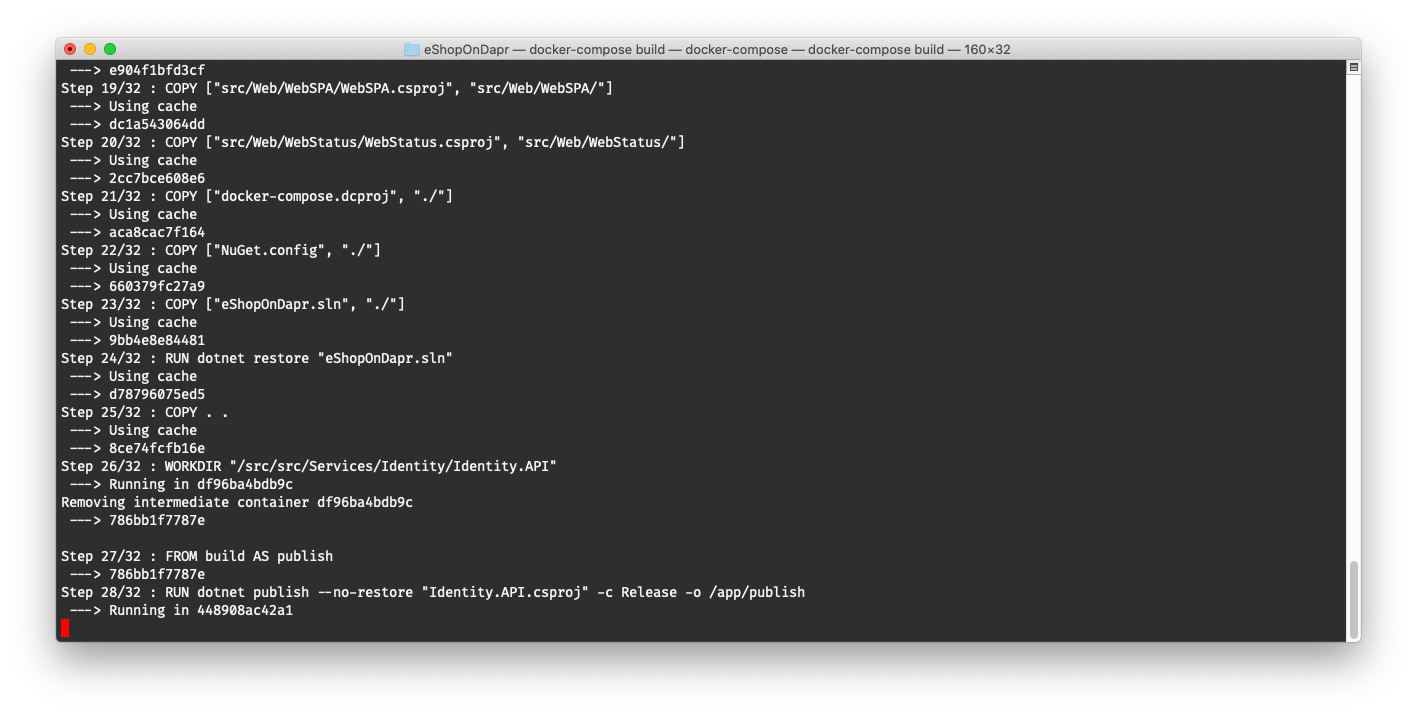 eShopOnDapr — docker-compose build — docker-compose — docker-compose build — 160×32
---> e904f1bfd3cf
Step 19/32 : COPY ["src/Web/WebSPA/WebSPA.csproj", "src/Web/WebSPA/"]
---> Using cache
---> dc1a543064dd
Step 20/32 : COPY ["src/Web/WebStatus/WebStatus.csproj", "src/Web/WebStatus/"]
---> Using cache
---> 2cc7bce608e6
Step 21/32 : COPY ["docker-compose.dcproj", "./"]
---> Using cache
---> aca8cac7f164
Step 22/32 : COPY ["NuGet.config", "./"]
---> Using cache
---> 660379fc27a9
Step 23/32 : COPY ["eShopOnDapr.sln", "./"]
---> Using cache
---> 9bb4e8e84481
Step 24/32 : RUN dotnet restore "eShopOnDapr.sln"
---> Using cache
---> d78796075ed5
Step 25/32 : COPY . .
---> Using cache
---> 8ce74fcfb16e
Step 26/32 : WORKDIR "/src/src/Services/Identity/Identity.API"
---> Running in df96ba4bdb9c
Removing intermediate container df96ba4bdb9c
---> 786bb1f7787e
Step 27/32 : FROM build AS publish
---> 786bb1f7787e
Step 28/32 : RUN dotnet publish --no-restore "Identity.API.csproj" -c Release -o /app/publish
---> Running in 448908ac42a1